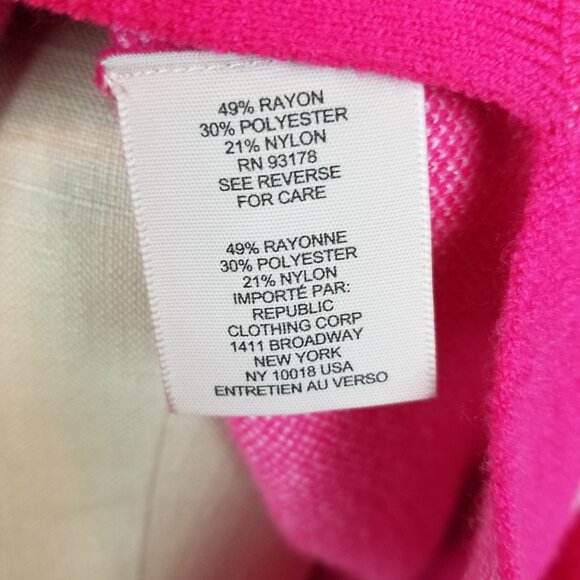 49% RAYON
30% POLYESTER
21% NYLON
RN 93178
SEE REVERSE
FOR CARE
49% RAYONNE
30% POLYESTER
21% NYLON
IMPORTÉ PAR:
REPUBLIC
CLOTHING CORP
1411 BROADWAY
NEW YORK
NY 10018 USA
ENTRETIEN AU VERSO